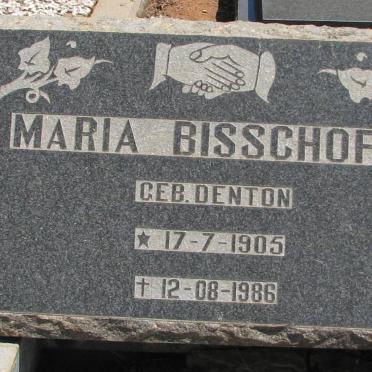 MARIA BISSCHOF
GEB. DENTON
★ 17-7-1905
✝ 12-08-1986